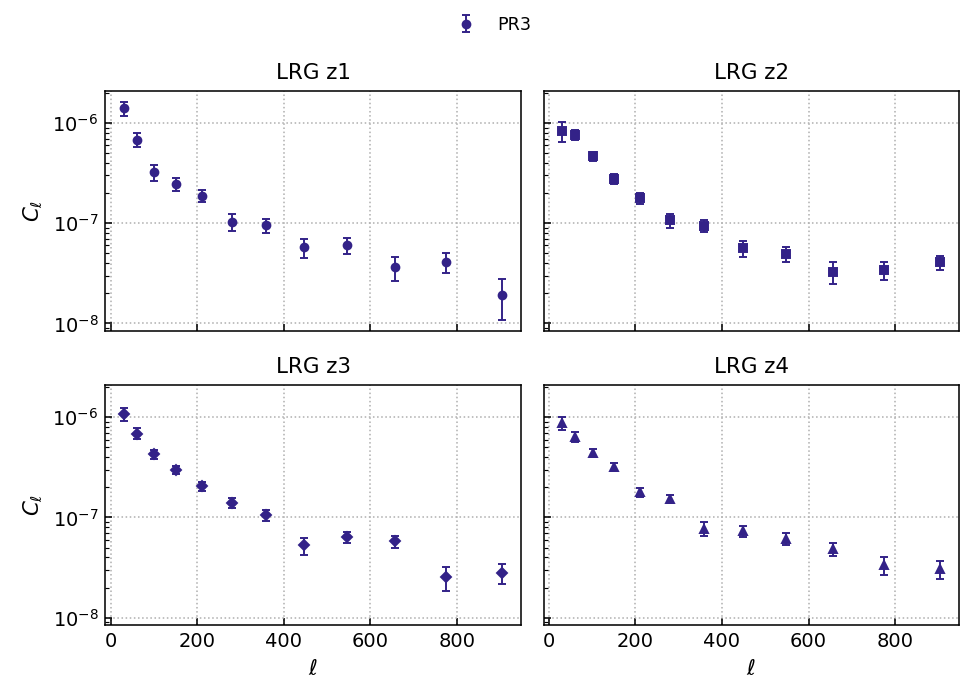 PR3
LRG z1
LRG z2
10⁻⁶
10⁻⁷
10⁻⁸
C_ℓ
LRG z3
LRG z4
10⁻⁶
10⁻⁷
10⁻⁸
C_ℓ
0 200 400 600 800
0 200 400 600 800
ℓ
ℓ